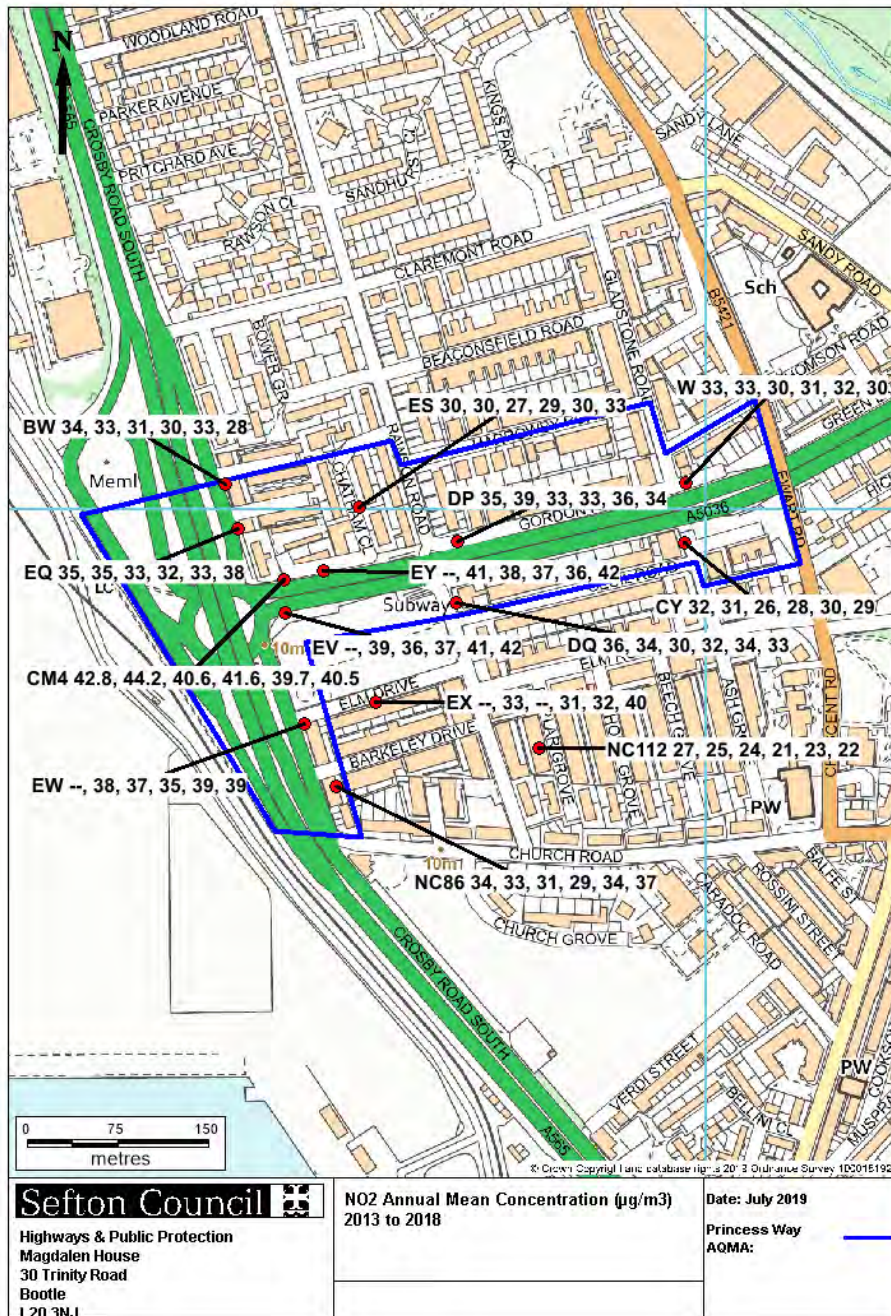 WOODLAND ROAD
N
PARKER AVENUE
CROSBY ROAD SOUTH
PRITCHARD AVE
KINGS PARK
SANDY LANE
RAWSON CL
CLAREMONT ROAD
SANDY ROAD
Sch
B5421
GLADSTONE ROAD
BOWER GR
BEACONSFIELD ROAD
THOMSON ROAD
ES 30, 30, 27, 29, 30, 33
W 33, 33, 30, 31, 32, 30
BW 34, 33, 31, 30, 33, 28
Meml
CHATHAM CL
DP 35, 39, 33, 33, 36, 34
A5036
EWART RD
EQ 35, 35, 33, 32, 33, 38
EY --, 41, 38, 37, 36, 42
LC
Subway
CY 32, 31, 26, 28, 30, 29
10m
EV --, 39, 36, 37, 41, 42
DQ 36, 34, 30, 32, 34, 33
CM4 42.8, 44.2, 40.6, 41.6, 39.7, 40.5
ELM DRIVE
EX --, 33, --, 31, 32, 40
BEECH GROVE
BARKELEY DRIVE
NC112 27, 25, 24, 21, 23, 22
EW --, 38, 37, 35, 39, 39
PW
CHURCH ROAD
10m
NC86 34, 33, 31, 29, 34, 37
CHURCH GROVE
CARADOC ROAD
ROSSINI STREET
BALFE ST
CROSBY ROAD SOUTH
VERDI STREET
BELLINI CL
PW
A565
0 75 150
metres
Sefton Council
Highways & Public Protection
Magdalen House
30 Trinity Road
Bootle
L20 3NJ
NO2 Annual Mean Concentration (µg/m3)
2013 to 2018
Date: July 2019
Princess Way
AQMA: